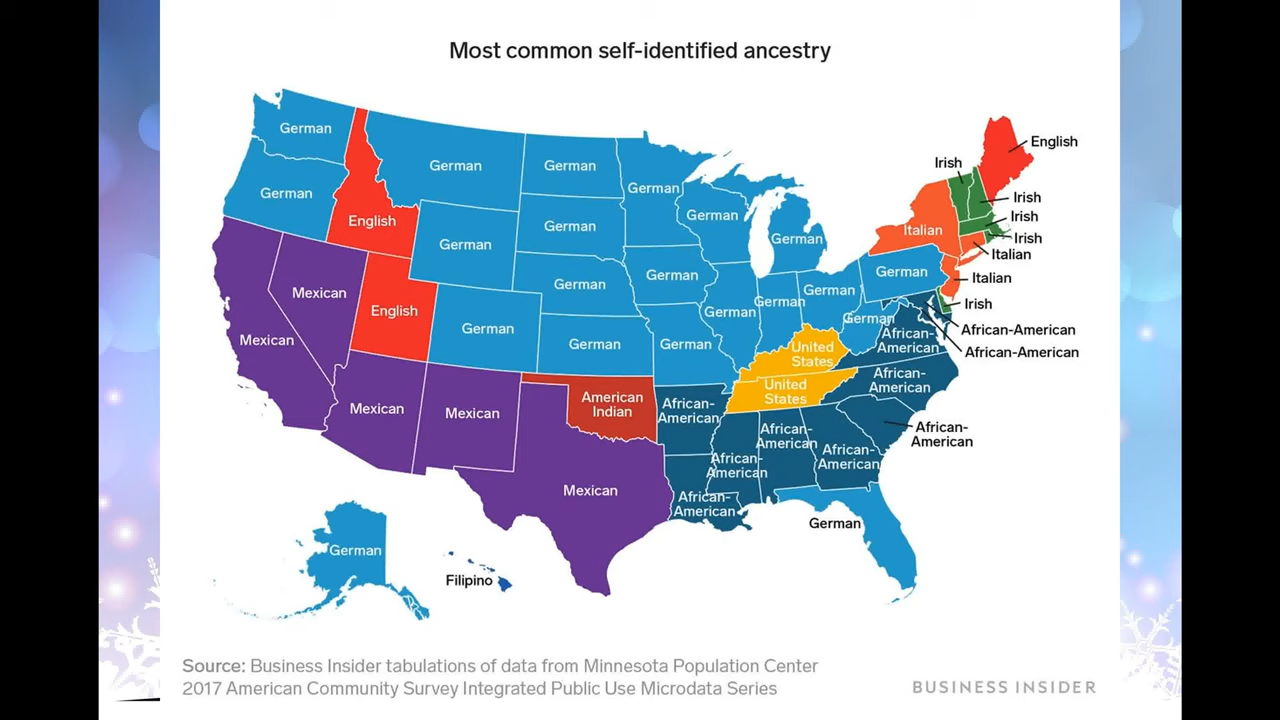 Most common self-identified ancestry
German
German
German
German
German
English
Irish
German
Irish
English
German
German
German
Irish
Italian
Irish
German
German
Italian
German
German
German
German
Italian
Mexican
German
German
Irish
English
German
German
German
African-American
African-
American
Mexican
German
German
United
States
African-American
African-
American
United
States
American
Indian
African-
American
Mexican
Mexican
African-
American
African-
American
African-
American
African-
American
Mexican
African-
American
German
German
Filipino
Source: Business Insider tabulations of data from Minnesota Population Center
2017 American Community Survey Integrated Public Use Microdata Series
BUSINESS INSIDER